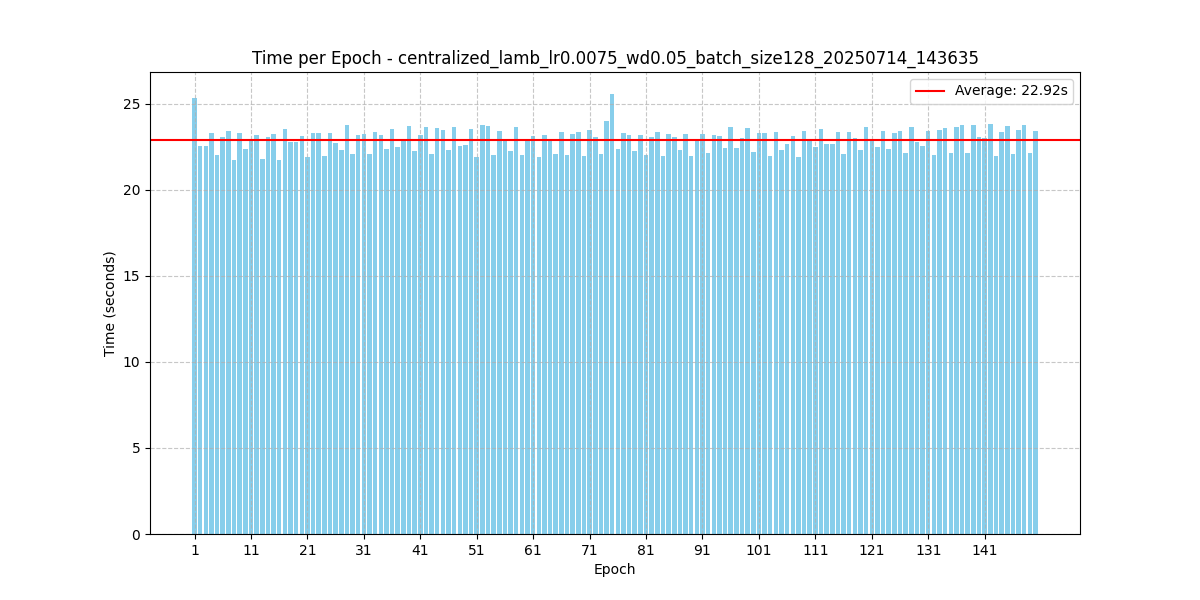 Time per Epoch - centralized_lamb_lr0.0075_wd0.05_batch_size128_20250714_143635
Average: 22.92s
25
20
15
10
5
0
Time (seconds)
1 11 21 31 41 51 61 71 81 91 101 111 121 131 141
Epoch